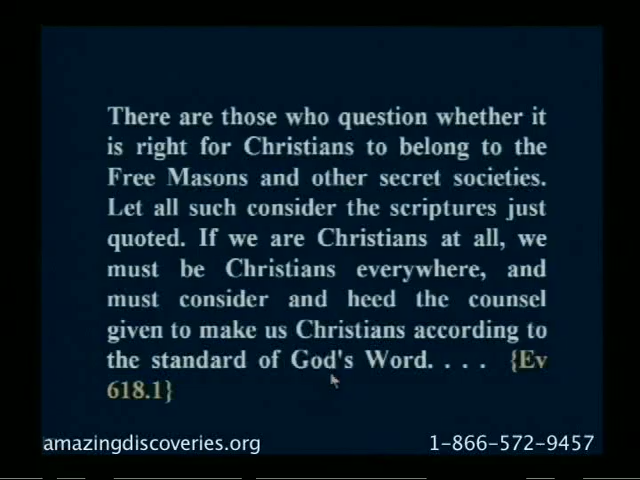 There are those who question whether it
is right for Christians to belong to the
Free Masons and other secret societies.
Let all such consider the scriptures just
quoted. If we are Christians at all, we
must be Christians everywhere, and
must consider and heed the counsel
given to make us Christians according to
the standard of God's Word. . . . {Ev
618.1}
amazingdiscoveries.org 1-866-572-9457